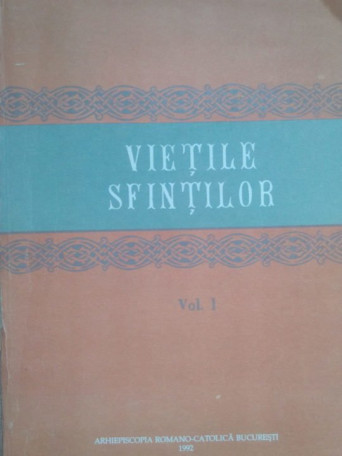 VIEȚILE
SFINȚILOR
Vol. I
ARHIEPISCOPIA ROMANO-CATOLICĂ BUCUREȘTI
1992